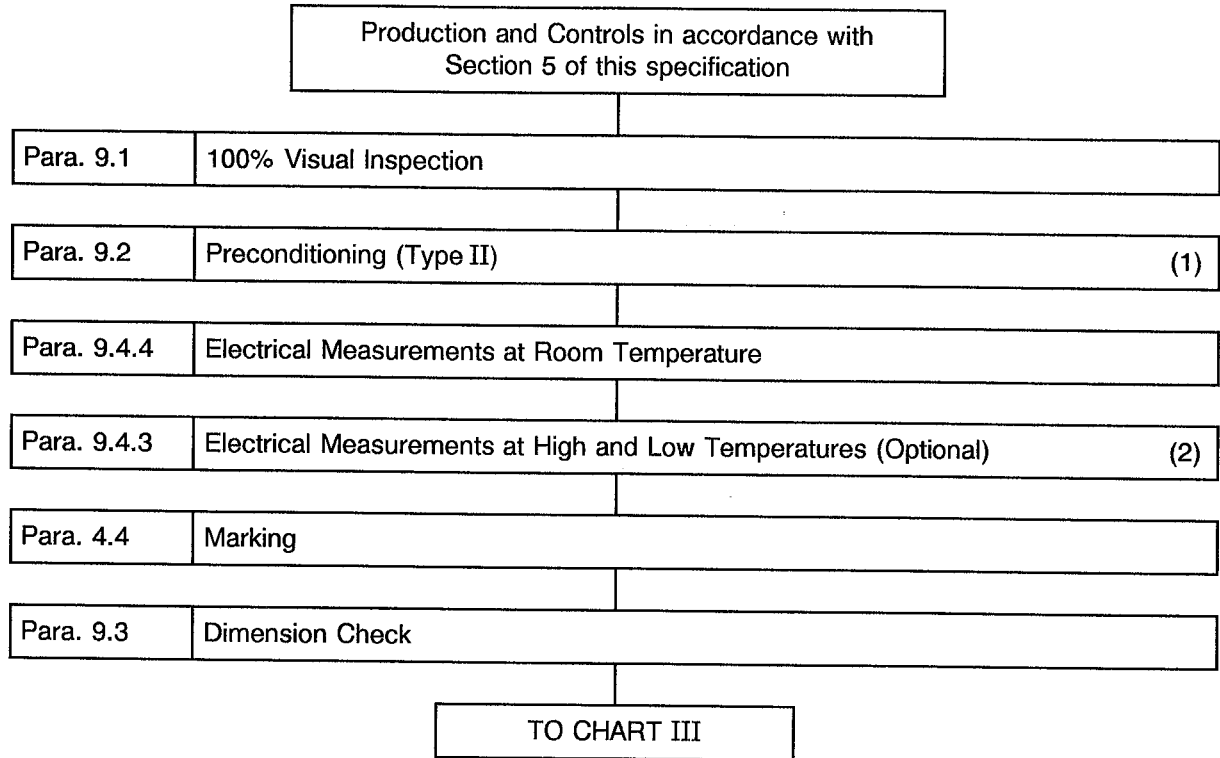 Production and Controls in accordance with
Section 5 of this specification
Para. 9.1 100% Visual Inspection
Para. 9.2 Preconditioning (Type II) (1)
Para. 9.4.4 Electrical Measurements at Room Temperature
Para. 9.4.3 Electrical Measurements at High and Low Temperatures (Optional) (2)
Para. 4.4 Marking
Para. 9.3 Dimension Check
TO CHART III